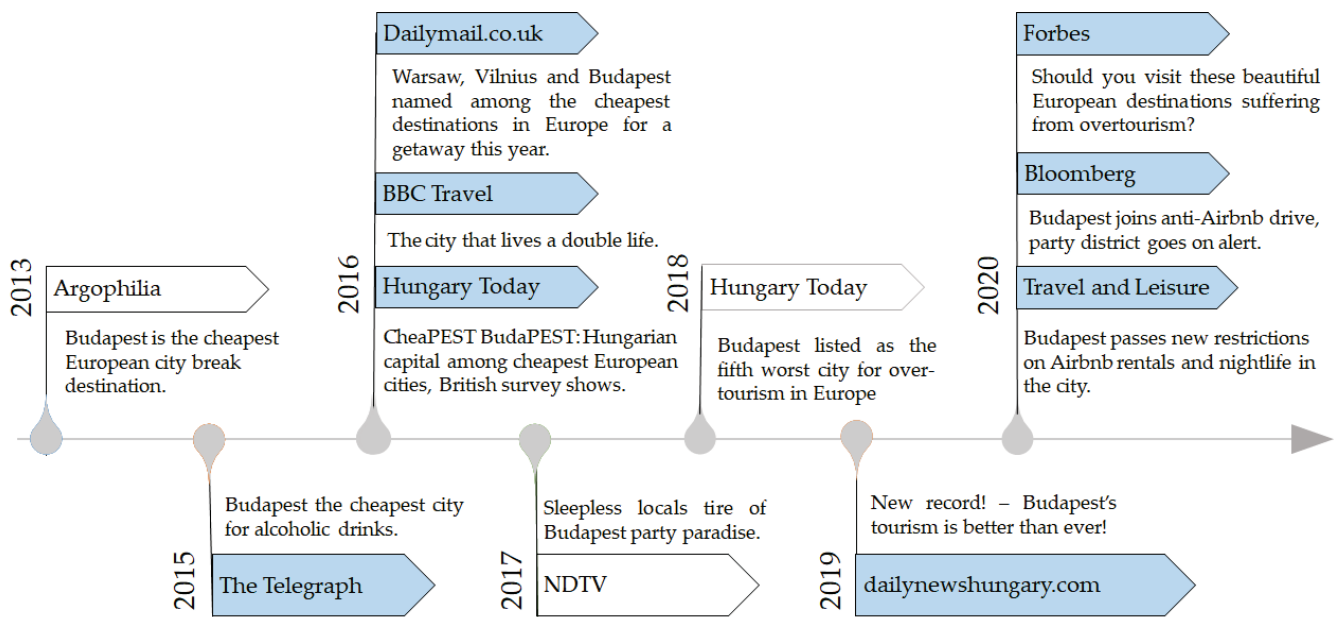 2013
Argophilia
Budapest is the cheapest
European city break
destination.
2015
Budapest the cheapest city
for alcoholic drinks.
The Telegraph
2016
Dailymail.co.uk
Warsaw, Vilnius and Budapest
named among the cheapest
destinations in Europe for a
getaway this year.
BBC Travel
The city that lives a double life.
Hungary Today
CheaPEST BudaPEST: Hungarian
capital among cheapest European
cities, British survey shows.
2017
Sleepless locals tire of
Budapest party paradise.
NDTV
2018
Hungary Today
Budapest listed as the
fifth worst city for over-
tourism in Europe
2019
New record! – Budapest's
tourism is better than ever!
dailynewshungary.com
2020
Forbes
Should you visit these beautiful
European destinations suffering
from overtourism?
Bloomberg
Budapest joins anti-Airbnb drive,
party district goes on alert.
Travel and Leisure
Budapest passes new restrictions
on Airbnb rentals and nightlife in
the city.